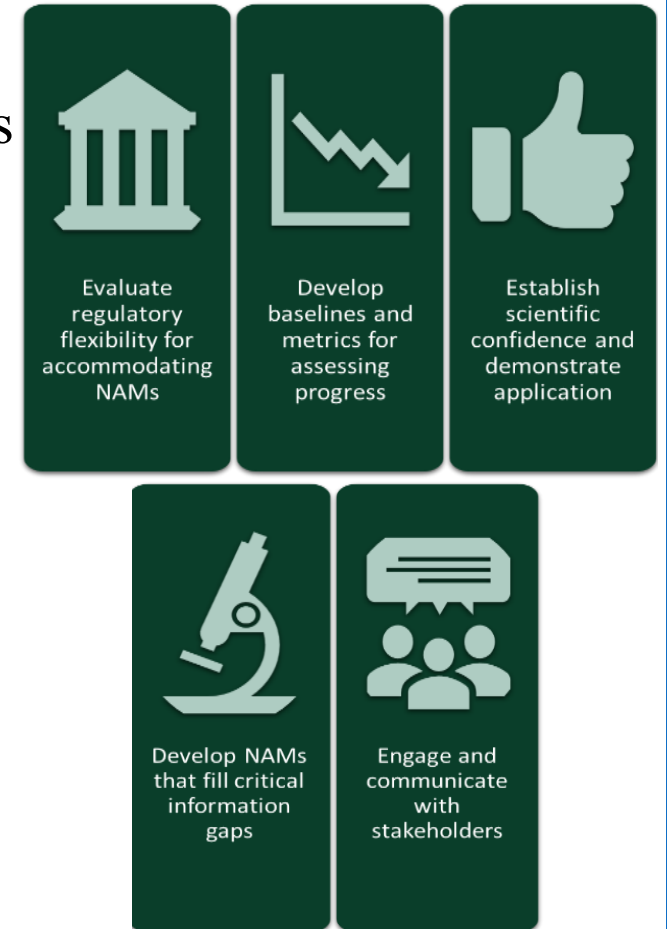 s
Evaluate
regulatory
flexibility for
accommodating
NAMs
Develop
baselines and
metrics for
assessing
progress
Establish
scientific
confidence and
demonstrate
application
Develop NAMs
that fill critical
information
gaps
Engage and
communicate
with
stakeholders